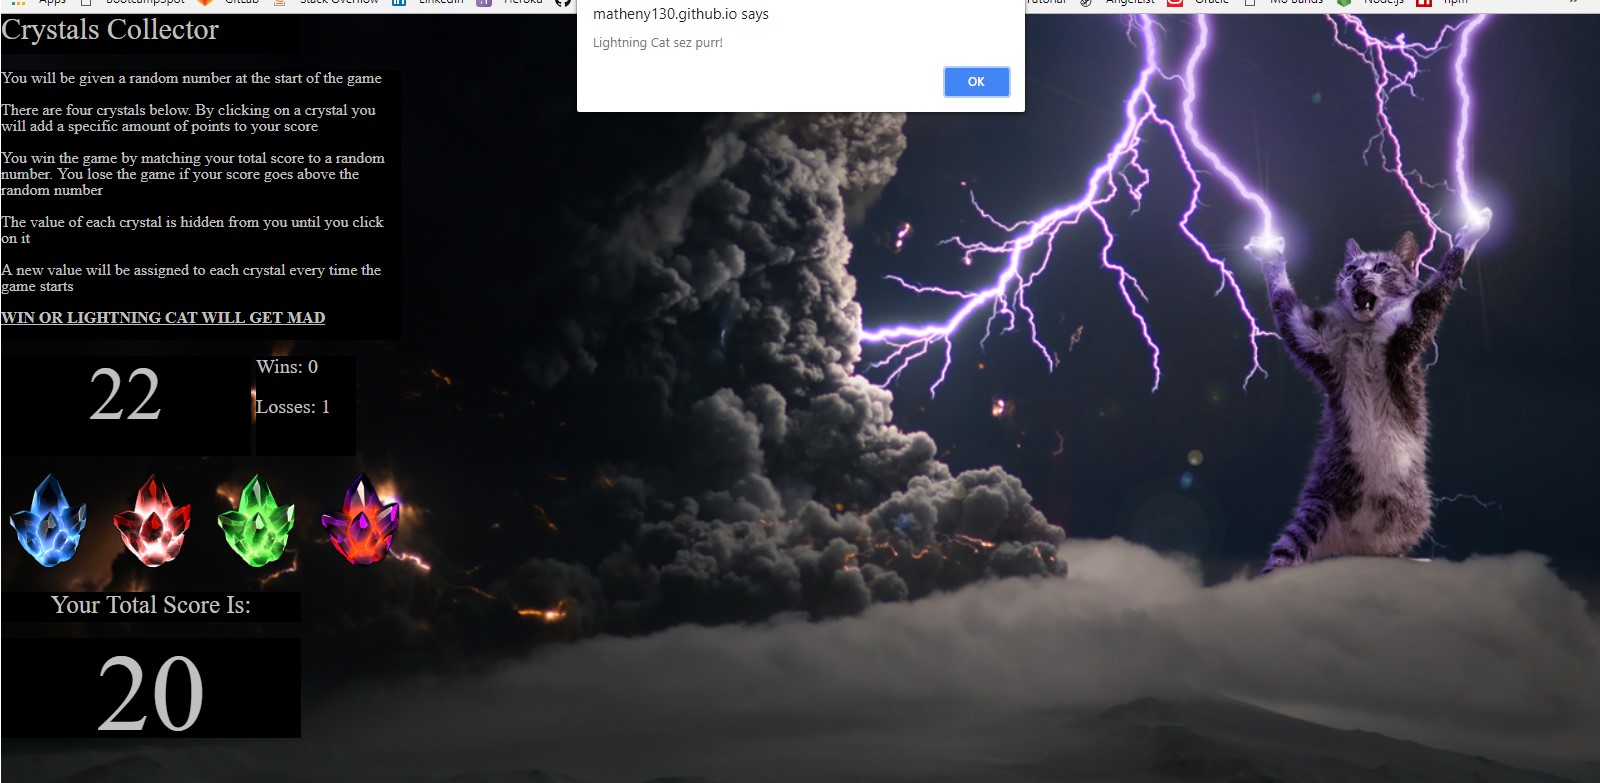 Apps BootcampSpot GitLab Stack Overflow LinkedIn Heroku Tutorial AngelList Oracle Mo Bands Node.js npm »
matheny130.github.io says
Lightning Cat sez purr!
OK
Crystals Collector
You will be given a random number at the start of the game
There are four crystals below. By clicking on a crystal you
will add a specific amount of points to your score
You win the game by matching your total score to a random
number. You lose the game if your score goes above the
random number
The value of each crystal is hidden from you until you click
on it
A new value will be assigned to each crystal every time the
game starts
WIN OR LIGHTNING CAT WILL GET MAD
22
Wins: 0
Losses: 1
Your Total Score Is:
20